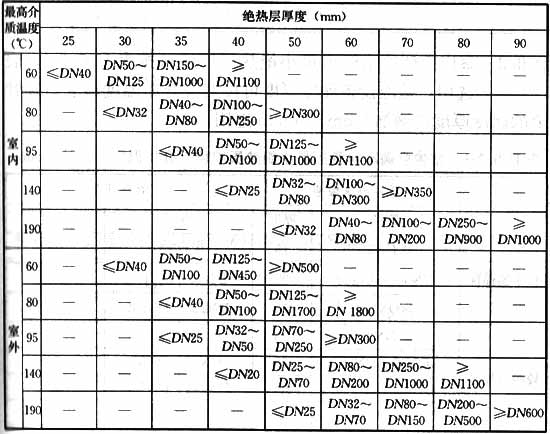 最高介质温度(℃) 绝热层厚度(mm)
25 30 35 40 50 60 70 80 90
室内
60 ≤DN40 DN50～DN125 DN150～DN1000 ≥DN1100 — — — — —
80 — ≤DN32 DN40～DN80 DN100～DN250 ≥DN300 — — — —
95 — — ≤DN40 DN50～DN100 DN125～DN1000 ≥DN1100 — — —
140 — — — ≤DN25 DN32～DN80 DN100～DN300 ≥DN350 — —
190 — — — — ≤DN32 DN40～DN80 DN100～DN200 DN250～DN900 ≥DN1000
室外
60 — ≤DN40 DN50～DN100 DN125～DN450 ≥DN500 — — — —
80 — — ≤DN40 DN50～DN100 DN125～DN1700 ≥DN 1800 — — —
95 — — ≤DN25 DN32～DN50 DN70～DN250 ≥DN300 — — —
140 — — — ≤DN20 DN25～DN70 DN80～DN200 DN250～DN1000 ≥DN1100 —
190 — — — — ≤DN25 DN32～DN70 DN80～DN150 DN200～DN500 ≥DN600